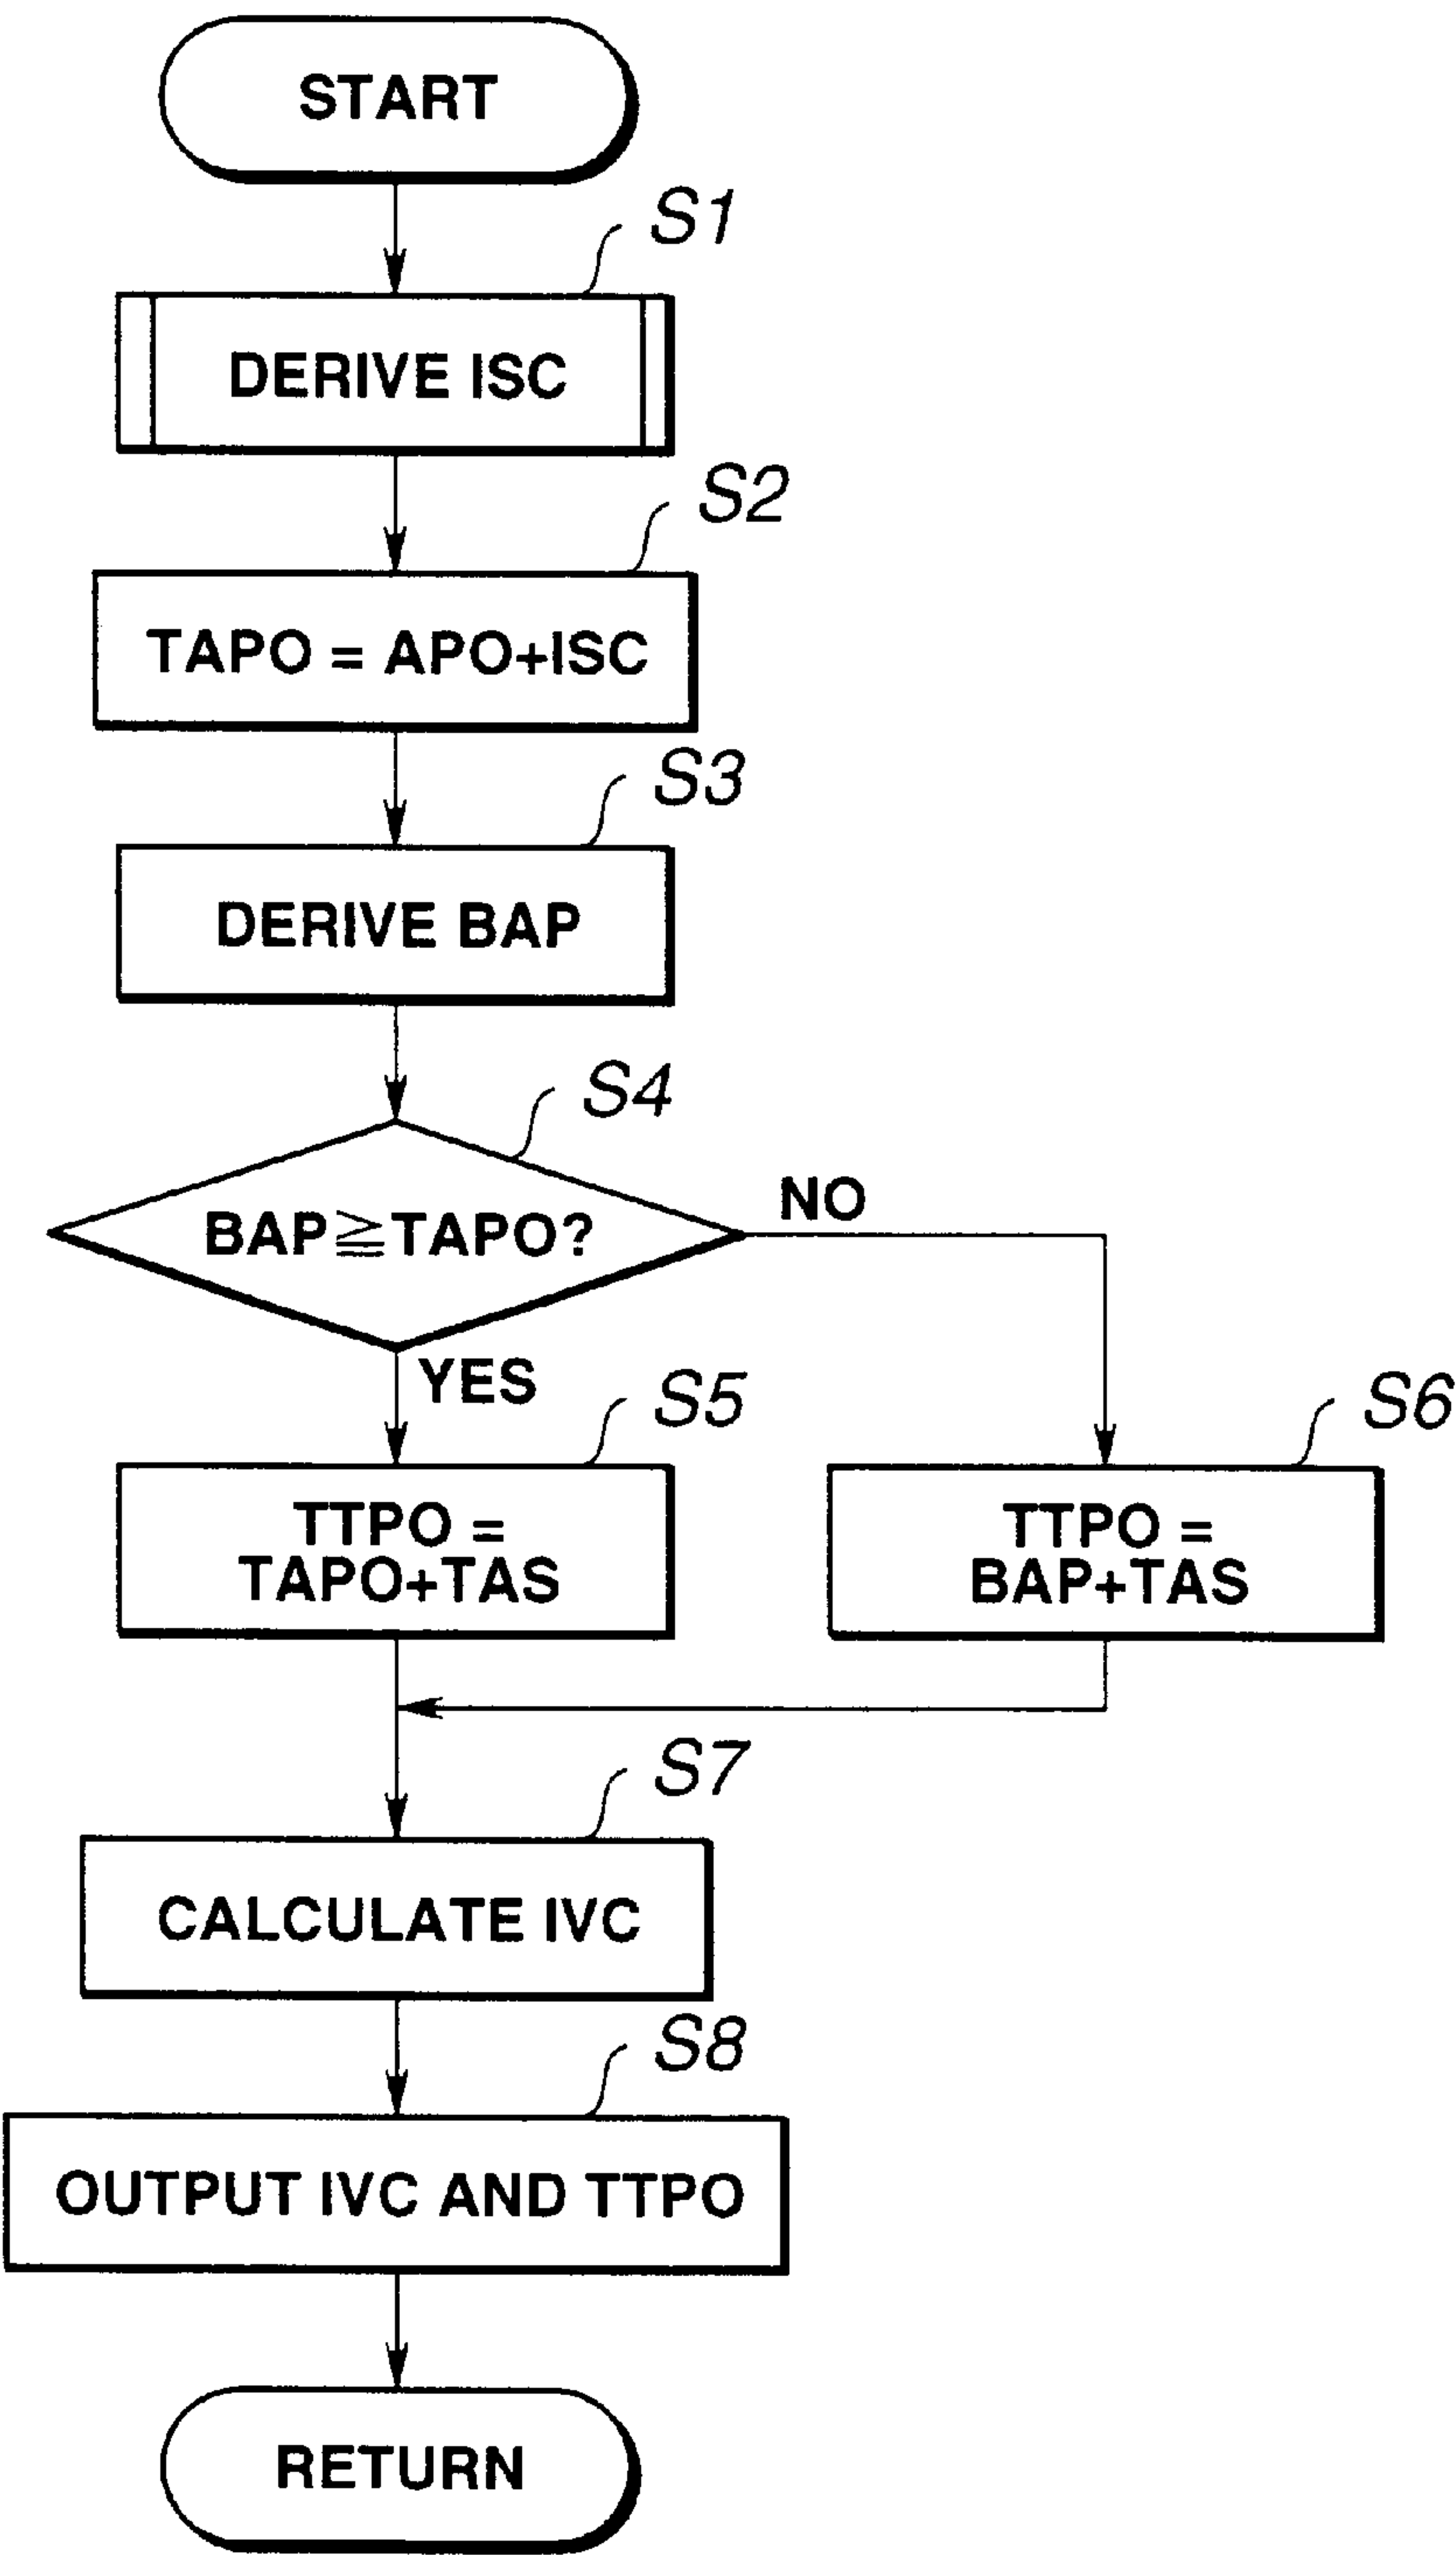 START
S1
DERIVE ISC
S2
TAPO = APO+ISC
S3
DERIVE BAP
S4
BAP≧TAPO?
NO
YES
S5
TTPO =
TAPO+TAS
S6
TTPO =
BAP+TAS
S7
CALCULATE IVC
S8
OUTPUT IVC AND TTPO
RETURN